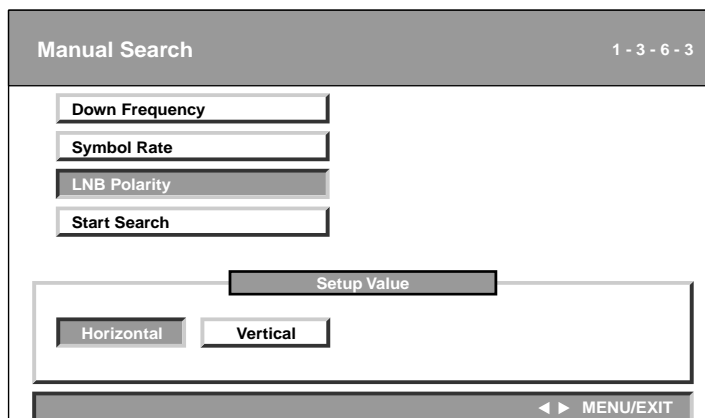 Manual Search 1 - 3 - 6 - 3
Down Frequency
Symbol Rate
LNB Polarity
Start Search
Setup Value
Horizontal Vertical
◀ ▶ MENU/EXIT